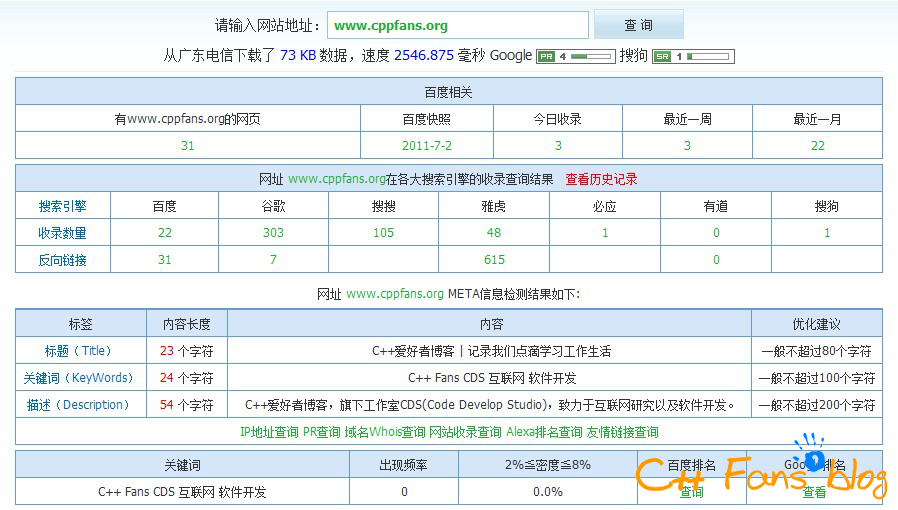 请输入网站地址： www.cppfans.org 查 询
从广东电信下载了 73 KB 数据，速度 2546.875 毫秒 Google PR 4 搜狗 SR 1
百度相关
有www.cppfans.org的网页 百度快照 今日收录 最近一周 最近一月
31 2011-7-2 3 3 22
网址 www.cppfans.org在各大搜索引擎的收录查询结果 查看历史记录
搜索引擎 百度 谷歌 搜搜 雅虎 必应 有道 搜狗
收录数量 22 303 105 48 1 0 1
反向链接 31 7 615 0
网址 www.cppfans.org META信息检测结果如下:
标签 内容长度 内容 优化建议
标题（Title） 23 个字符 C++爱好者博客 | 记录我们点滴学习工作生活 一般不超过80个字符
关键词（KeyWords） 24 个字符 C++ Fans CDS 互联网 软件开发 一般不超过100个字符
描述（Description） 54 个字符 C++爱好者博客，旗下工作室CDS(Code Develop Studio)，致力于互联网研究以及软件开发。 一般不超过200个字符
IP地址查询 PR查询 域名Whois查询 网站收录查询 Alexa排名查询 友情链接查询
关键词 出现频率 2%≦密度≦8% 百度排名 Goo 排名
C++ Fans CDS 互联网 软件开发 0 0.0% 查询 查看
C++ Fans blog